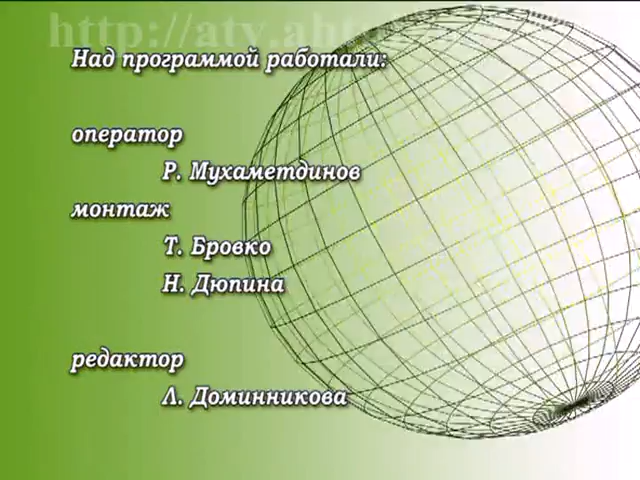 Над программой работали:
оператор
Р. Мухаметдинов
монтаж
Т. Бровко
Н. Дюпина
редактор
Л. Доминникова